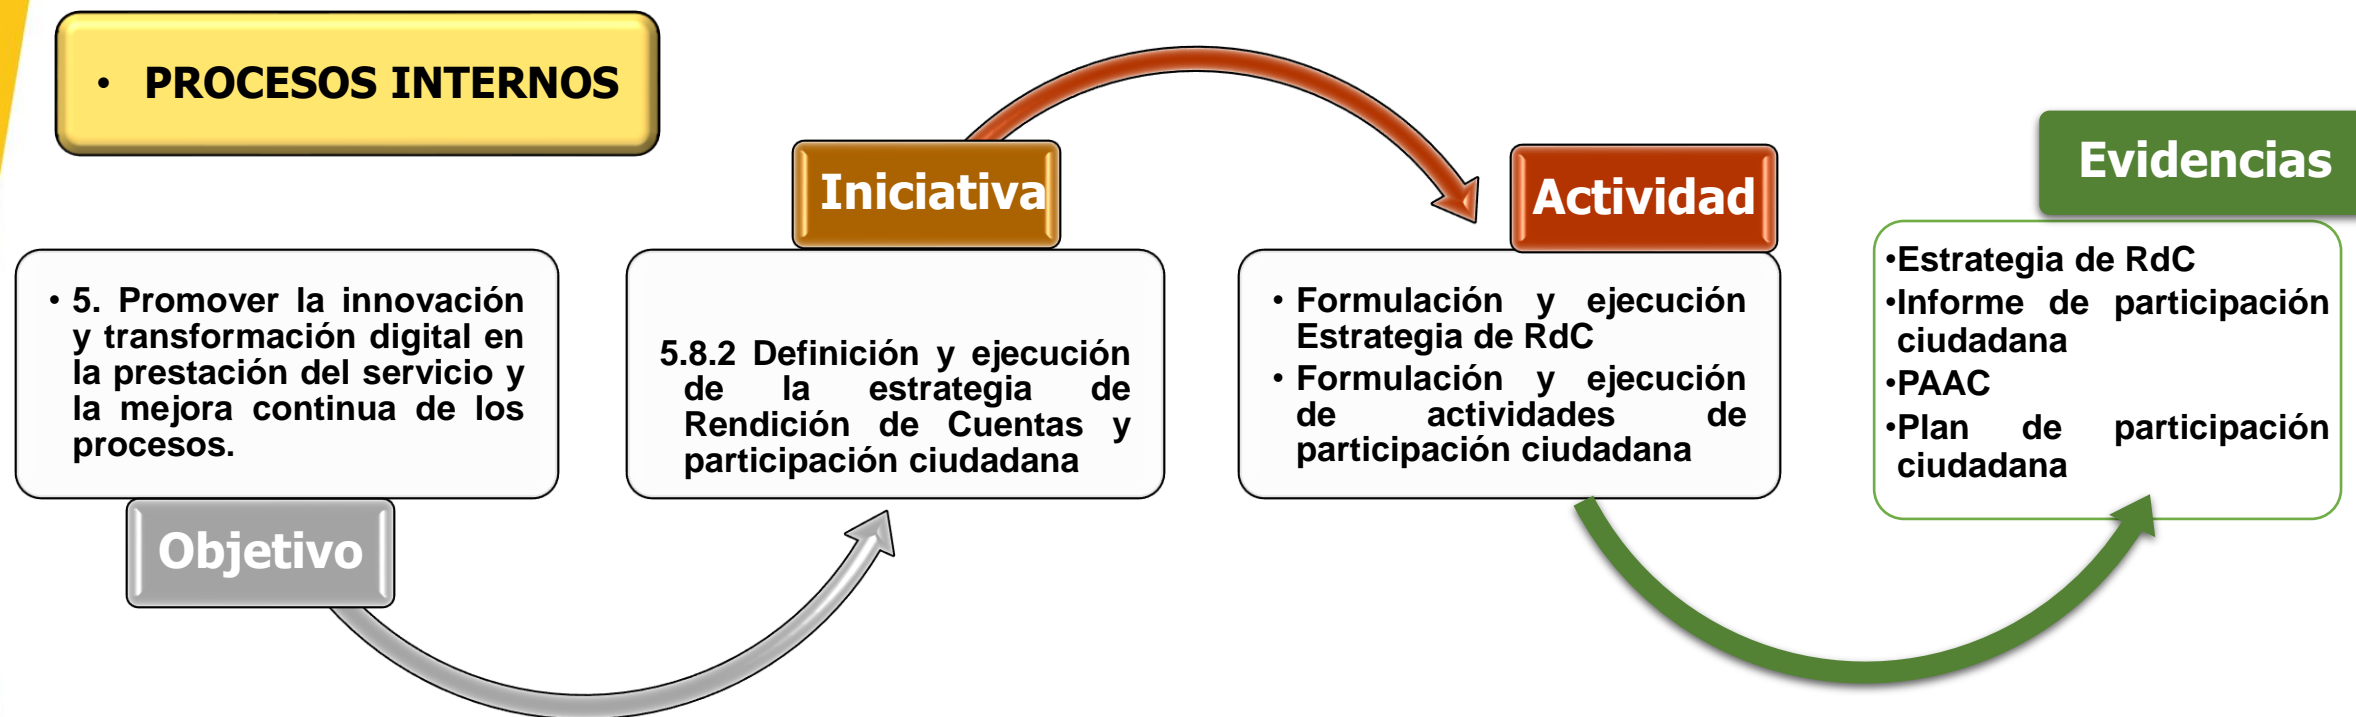 • PROCESOS INTERNOS
• 5. Promover la innovación
y transformación digital en
la prestación del servicio y
la mejora continua de los
procesos.
Objetivo
Iniciativa
5.8.2 Definición y ejecución
de la estrategia de
Rendición de Cuentas y
participación ciudadana
Actividad
• Formulación y ejecución
Estrategia de RdC
• Formulación y ejecución
de actividades de
participación ciudadana
Evidencias
•Estrategia de RdC
•Informe de participación
ciudadana
•PAAC
•Plan de participación
ciudadana